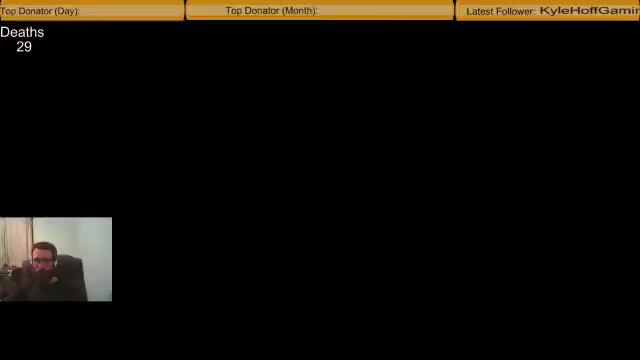 Top Donator (Day):
Top Donator (Month):
Latest Follower: KyleHoffGamin
Deaths
29